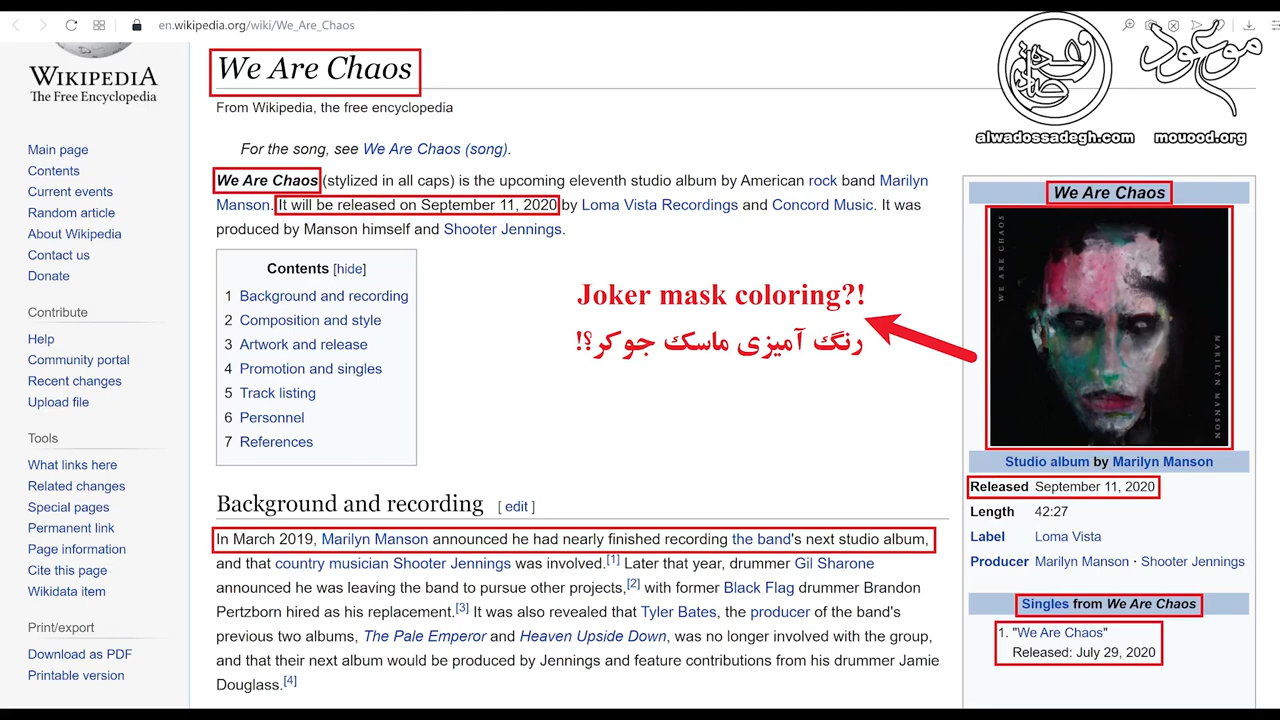 en.wikipedia.org/wiki/We_Are_Chaos
موعود
alwadossadegh.com
mouood.org
WIKIPEDIA
The Free Encyclopedia
Main page
Contents
Current events
Random article
About Wikipedia
Contact us
Donate
Contribute
Help
Community portal
Recent changes
Upload file
Tools
What links here
Related changes
Special pages
Permanent link
Page information
Cite this page
Wikidata item
Print/export
Download as PDF
Printable version
We Are Chaos
From Wikipedia, the free encyclopedia
For the song, see We Are Chaos (song).
We Are Chaos (stylized in all caps) is the upcoming eleventh studio album by American rock band Marilyn
Manson. It will be released on September 11, 2020 by Loma Vista Recordings and Concord Music. It was
produced by Manson himself and Shooter Jennings.
Contents [hide]
1 Background and recording
2 Composition and style
3 Artwork and release
4 Promotion and singles
5 Track listing
6 Personnel
7 References
Joker mask coloring?!
رنگ آمیزی ماسک جوکر؟!
Background and recording [ edit ]
In March 2019, Marilyn Manson announced he had nearly finished recording the band's next studio album,
and that country musician Shooter Jennings was involved.[1] Later that year, drummer Gil Sharone
announced he was leaving the band to pursue other projects,[2] with former Black Flag drummer Brandon
Pertzborn hired as his replacement.[3] It was also revealed that Tyler Bates, the producer of the band's
previous two albums, The Pale Emperor and Heaven Upside Down, was no longer involved with the group,
and that their next album would be produced by Jennings and feature contributions from his drummer Jamie
Douglass.[4]
We Are Chaos
WE ARE CHAOS
MARILYN MANSON
Studio album by Marilyn Manson
Released September 11, 2020
Length 42:27
Label Loma Vista
Producer Marilyn Manson · Shooter Jennings
Singles from We Are Chaos
1. "We Are Chaos"
Released: July 29, 2020